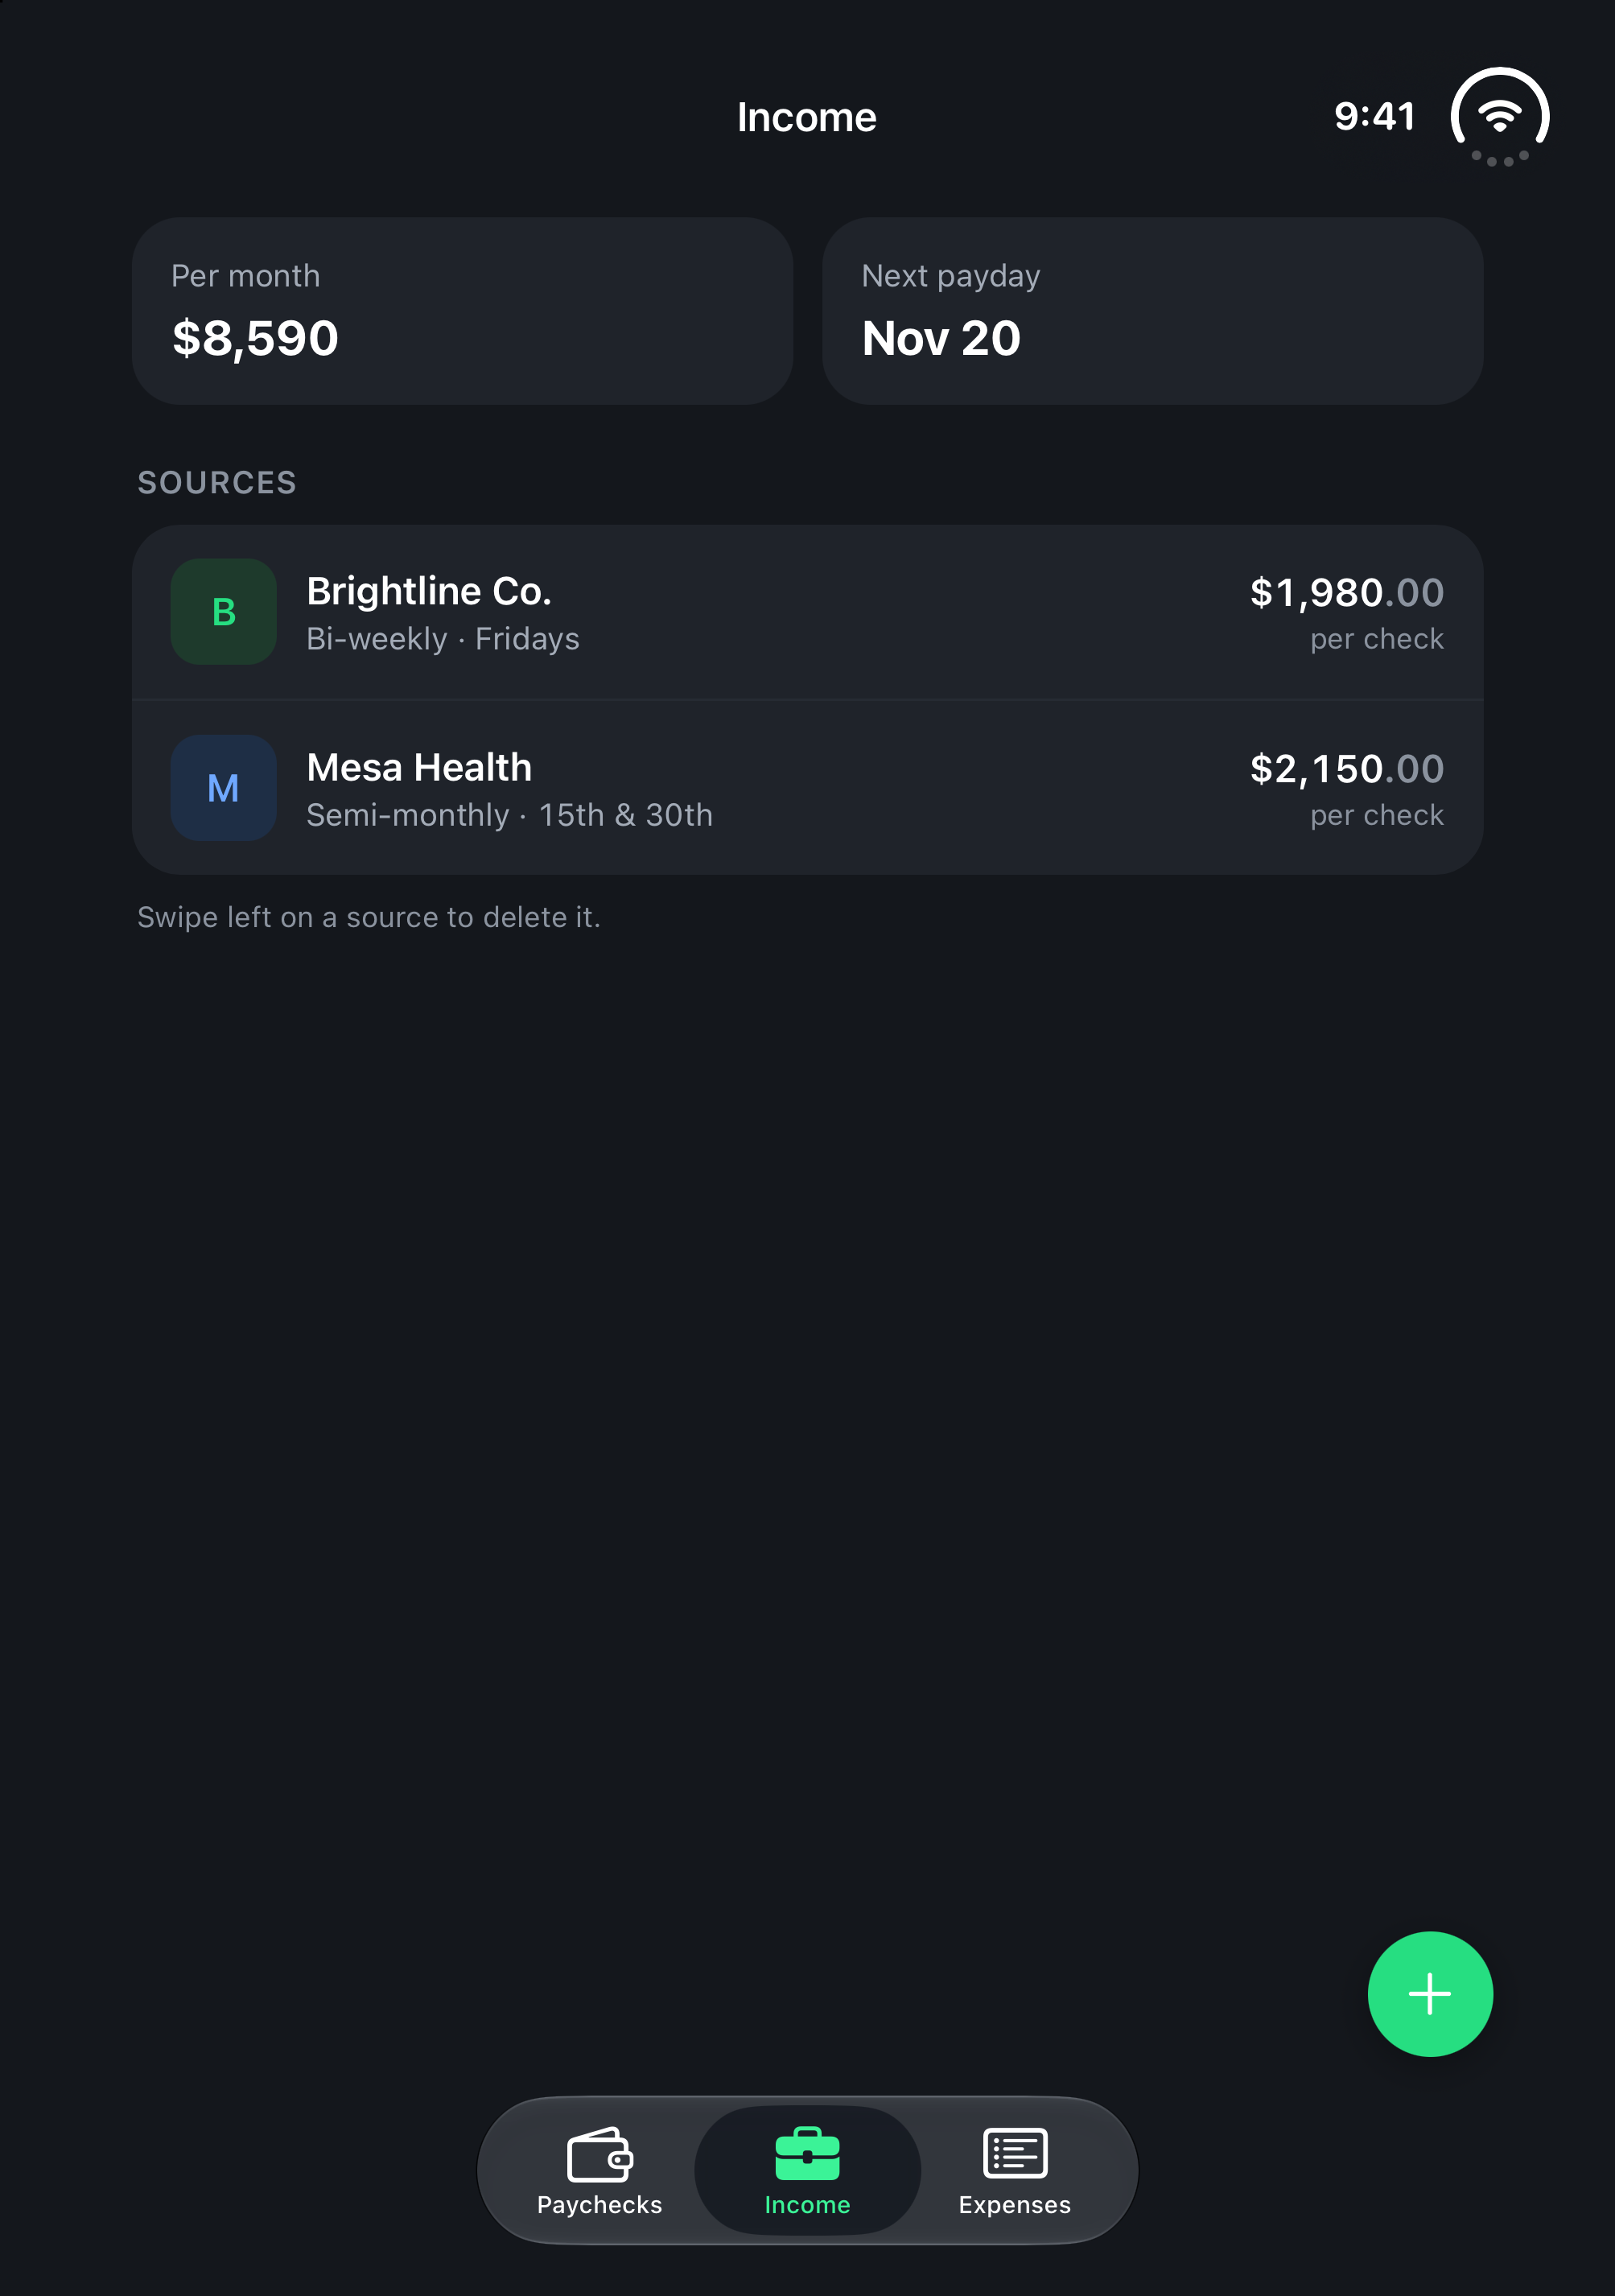 Income
9:41
Per month
$8,590
Next payday
Nov 20
SOURCES
B
Brightline Co.
Bi-weekly · Fridays
$1,980.00
per check
M
Mesa Health
Semi-monthly · 15th & 30th
$2,150.00
per check
Swipe left on a source to delete it.
Paychecks
Income
Expenses